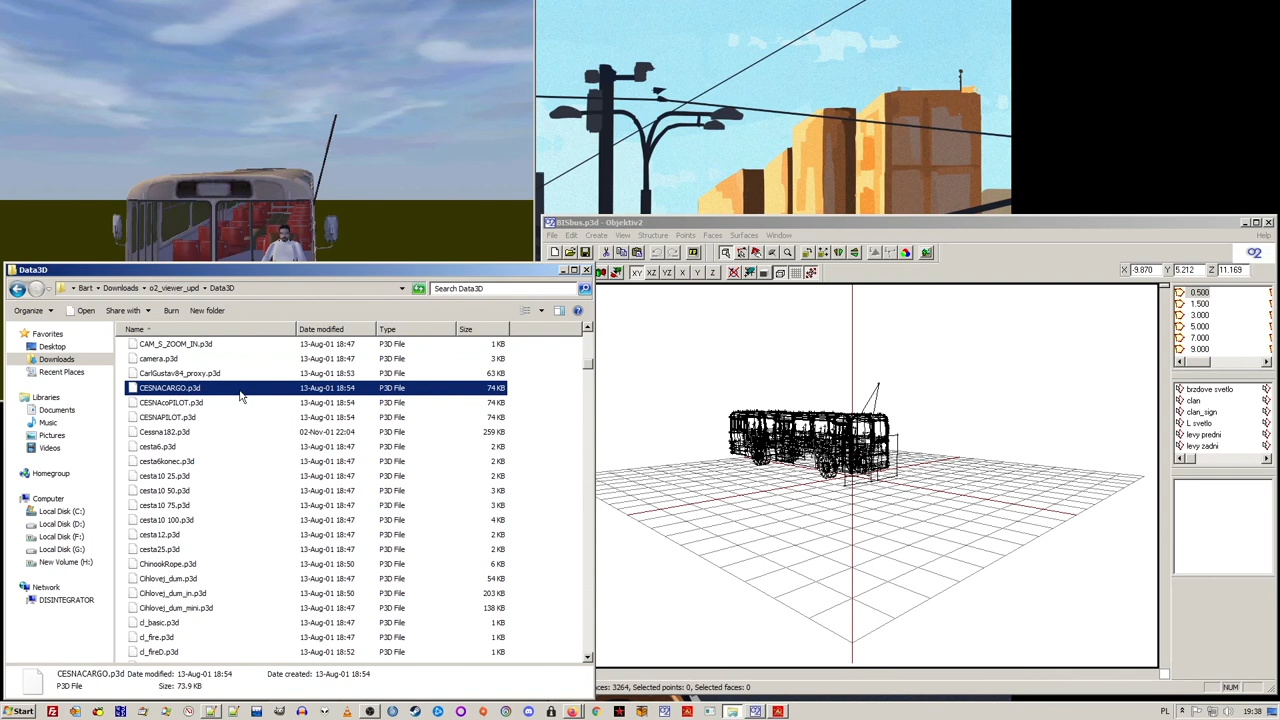 BISbus.p3d - Objektiv2
File Edit Create View Structure Points Faces Surfaces Window Help
XY XZ YZ X Y Z
X 9.870 Y 5.212 Z 11.169
0.500
1.500
3.000
5.000
7.000
9.000
brzdove svetlo
clan
clan_sign
L svetlo
levy predni
levy zadni
aces: 3264, Selected points: 0, Selected faces: 0
NUM
Data3D
Bart Downloads o2_viewer_upd Data3D Search Data3D
Organize Open Share with Burn New folder
Favorites
Desktop
Downloads
Recent Places
Libraries
Documents
Music
Pictures
Videos
Homegroup
Computer
Local Disk (C:)
Local Disk (D:)
Local Disk (F:)
Local Disk (G:)
New Volume (H:)
Network
DISINTEGRATOR
Name Date modified Type Size
CAM_S_ZOOM_IN.p3d 13-Aug-01 18:47 P3D File 1 KB
camera.p3d 13-Aug-01 18:47 P3D File 3 KB
CarlGustav84_proxy.p3d 13-Aug-01 18:53 P3D File 63 KB
CESNACARGO.p3d 13-Aug-01 18:54 P3D File 74 KB
CESNAcoPILOT.p3d 13-Aug-01 18:54 P3D File 74 KB
CESNAPILOT.p3d 13-Aug-01 18:54 P3D File 74 KB
Cessna182.p3d 02-Nov-01 22:04 P3D File 259 KB
cesta6.p3d 13-Aug-01 18:47 P3D File 2 KB
cesta6konec.p3d 13-Aug-01 18:47 P3D File 2 KB
cesta10 25.p3d 13-Aug-01 18:47 P3D File 2 KB
cesta10 50.p3d 13-Aug-01 18:47 P3D File 3 KB
cesta10 75.p3d 13-Aug-01 18:47 P3D File 3 KB
cesta10 100.p3d 13-Aug-01 18:47 P3D File 4 KB
cesta12.p3d 13-Aug-01 18:47 P3D File 2 KB
cesta25.p3d 13-Aug-01 18:47 P3D File 2 KB
ChinookRope.p3d 13-Aug-01 18:50 P3D File 6 KB
Cihlovej_dum.p3d 13-Aug-01 18:47 P3D File 54 KB
Cihlovej_dum_in.p3d 13-Aug-01 18:50 P3D File 203 KB
Cihlovej_dum_mini.p3d 13-Aug-01 18:47 P3D File 138 KB
cl_basic.p3d 13-Aug-01 18:47 P3D File 1 KB
cl_fire.p3d 13-Aug-01 18:47 P3D File 1 KB
cl_fireD.p3d 13-Aug-01 18:52 P3D File 1 KB
CESNACARGO.p3d Date modified: 13-Aug-01 18:54 Date created: 13-Aug-01 18:54
P3D File Size: 73.9 KB
Start PL 19:38